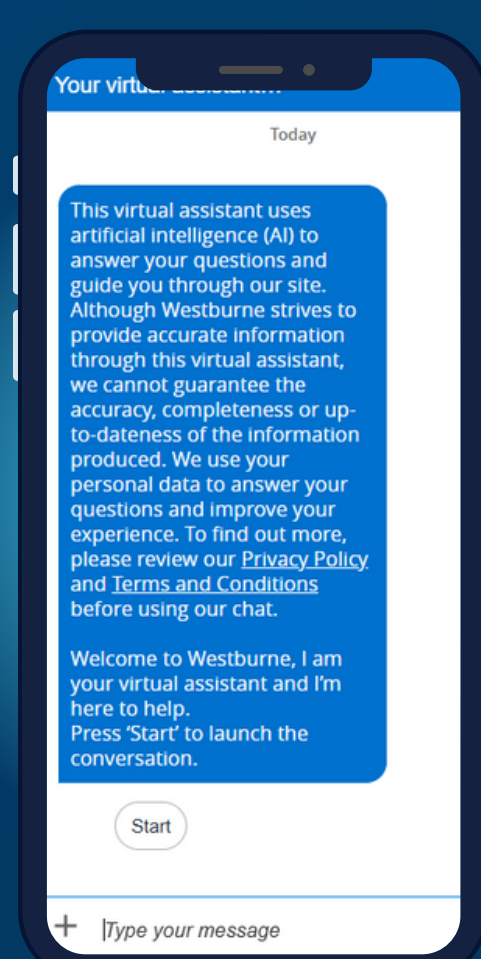 Your
Today
This virtual assistant uses
artificial intelligence (AI) to
answer your questions and
guide you through our site.
Although Westburne strives to
provide accurate information
through this virtual assistant,
we cannot guarantee the
accuracy, completeness or up-
to-dateness of the information
produced. We use your
personal data to answer your
questions and improve your
experience. To find out more,
please review our Privacy Policy
and Terms and Conditions
before using our chat.
Welcome to Westburne, I am
your virtual assistant and I’m
here to help.
Press ‘Start’ to launch the
conversation.
Start
Type your message